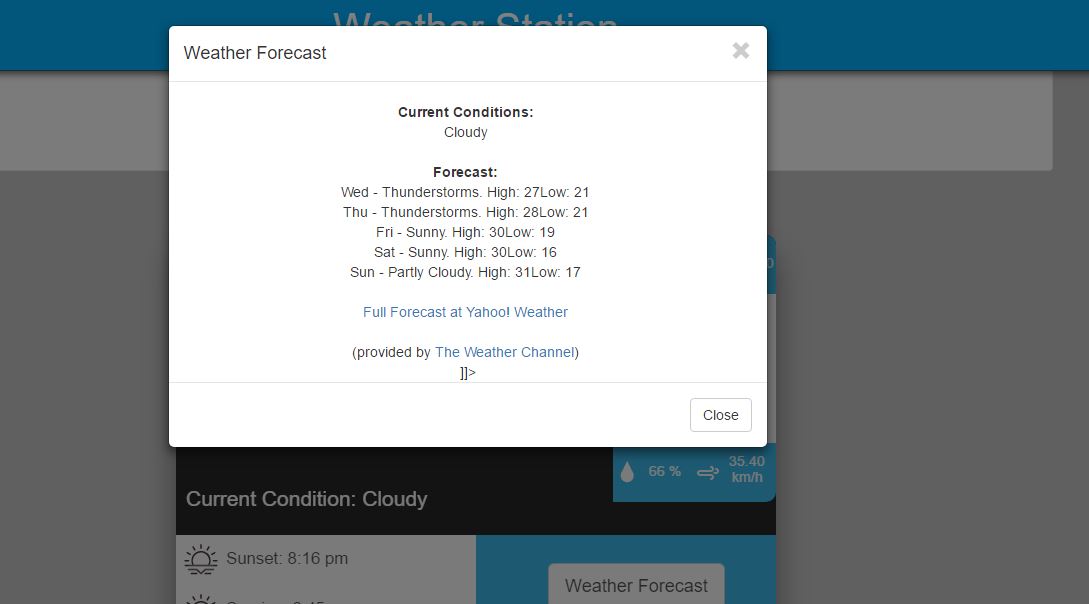 Weather Station
Weather Forecast
Current Conditions:
Cloudy
Forecast:
Wed - Thunderstorms. High: 27Low: 21
Thu - Thunderstorms. High: 28Low: 21
Fri - Sunny. High: 30Low: 19
Sat - Sunny. High: 30Low: 16
Sun - Partly Cloudy. High: 31Low: 17
Full Forecast at Yahoo! Weather
(provided by The Weather Channel)
]]>
Close
66 %
35.40
km/h
Current Condition: Cloudy
Sunset: 8:16 pm
Weather Forecast